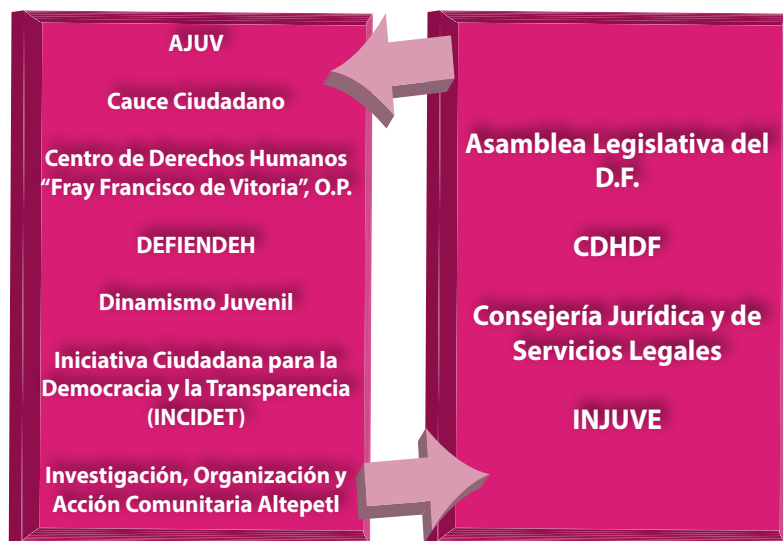 AJUV
Cauce Ciudadano
Centro de Derechos Humanos
“Fray Francisco de Vitoria”, O.P.
DEFIENDEH
Dinamismo Juvenil
Iniciativa Ciudadana para la
Democracia y la Transparencia
(INCIDET)
Investigación, Organización y
Acción Comunitaria Altepetl
Asamblea Legislativa del
D.F.
CDHDF
Consejería Jurídica y de
Servicios Legales
INJUVE